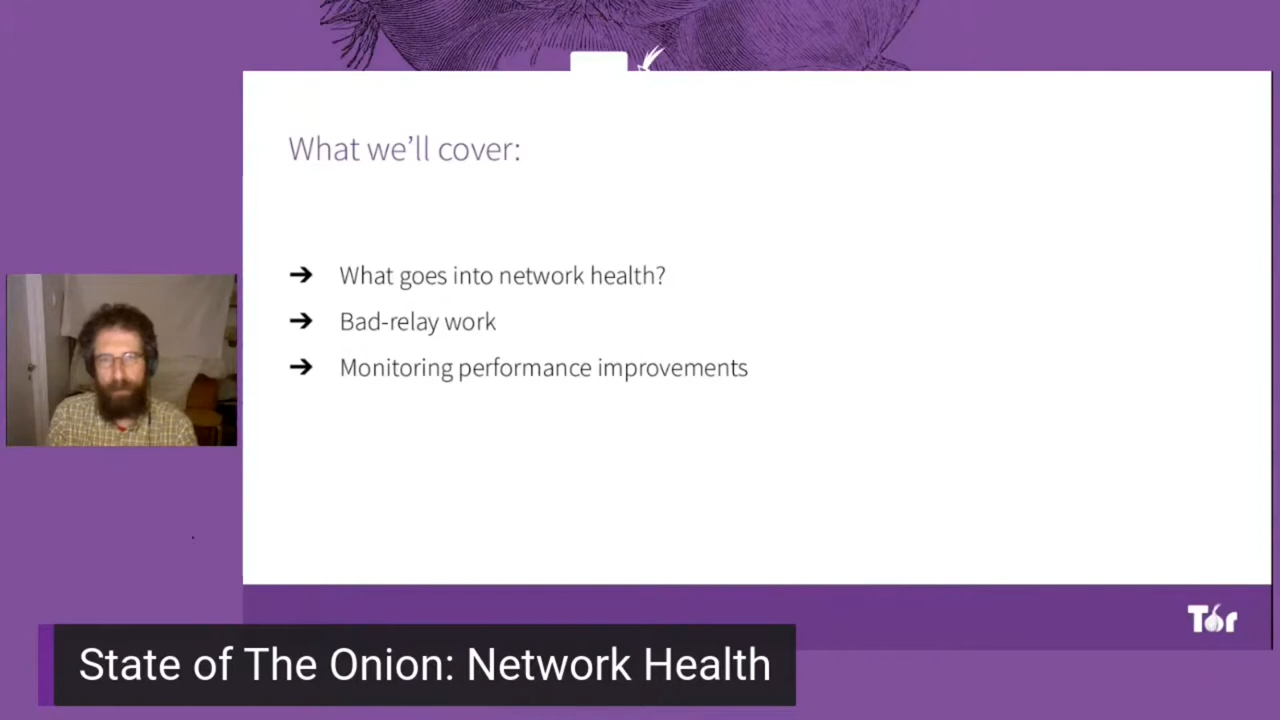 What we'll cover:
➔ What goes into network health?
➔ Bad-relay work
➔ Monitoring performance improvements
Tor
State of The Onion: Network Health